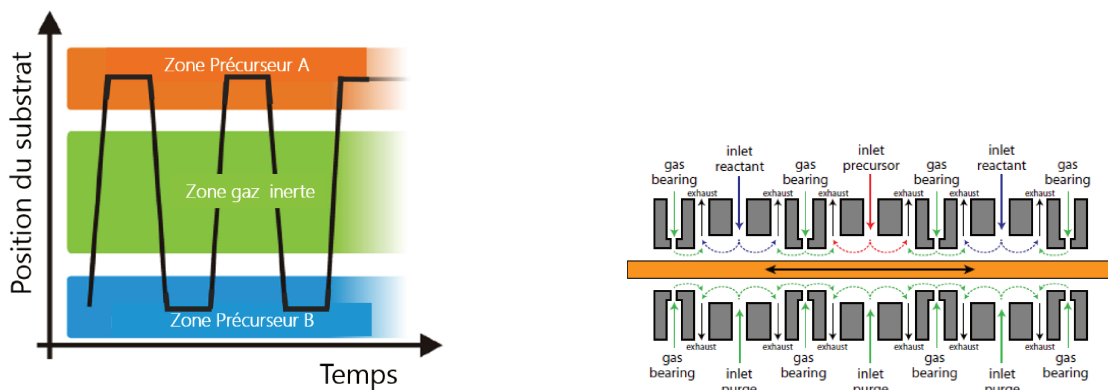 Position du substrat
Zone Précurseur A
Zone gaz inerte
Zone Précurseur B
Temps
gas bearing
inlet reactant
gas bearing
inlet precursor
gas bearing
inlet reactant
gas bearing
exhaust
exhaust
exhaust
exhaust
exhaust
exhaust
exhaust
exhaust
exhaust
exhaust
exhaust
exhaust
gas bearing
inlet purge
gas bearing
inlet purge
gas bearing
inlet purge
gas bearing